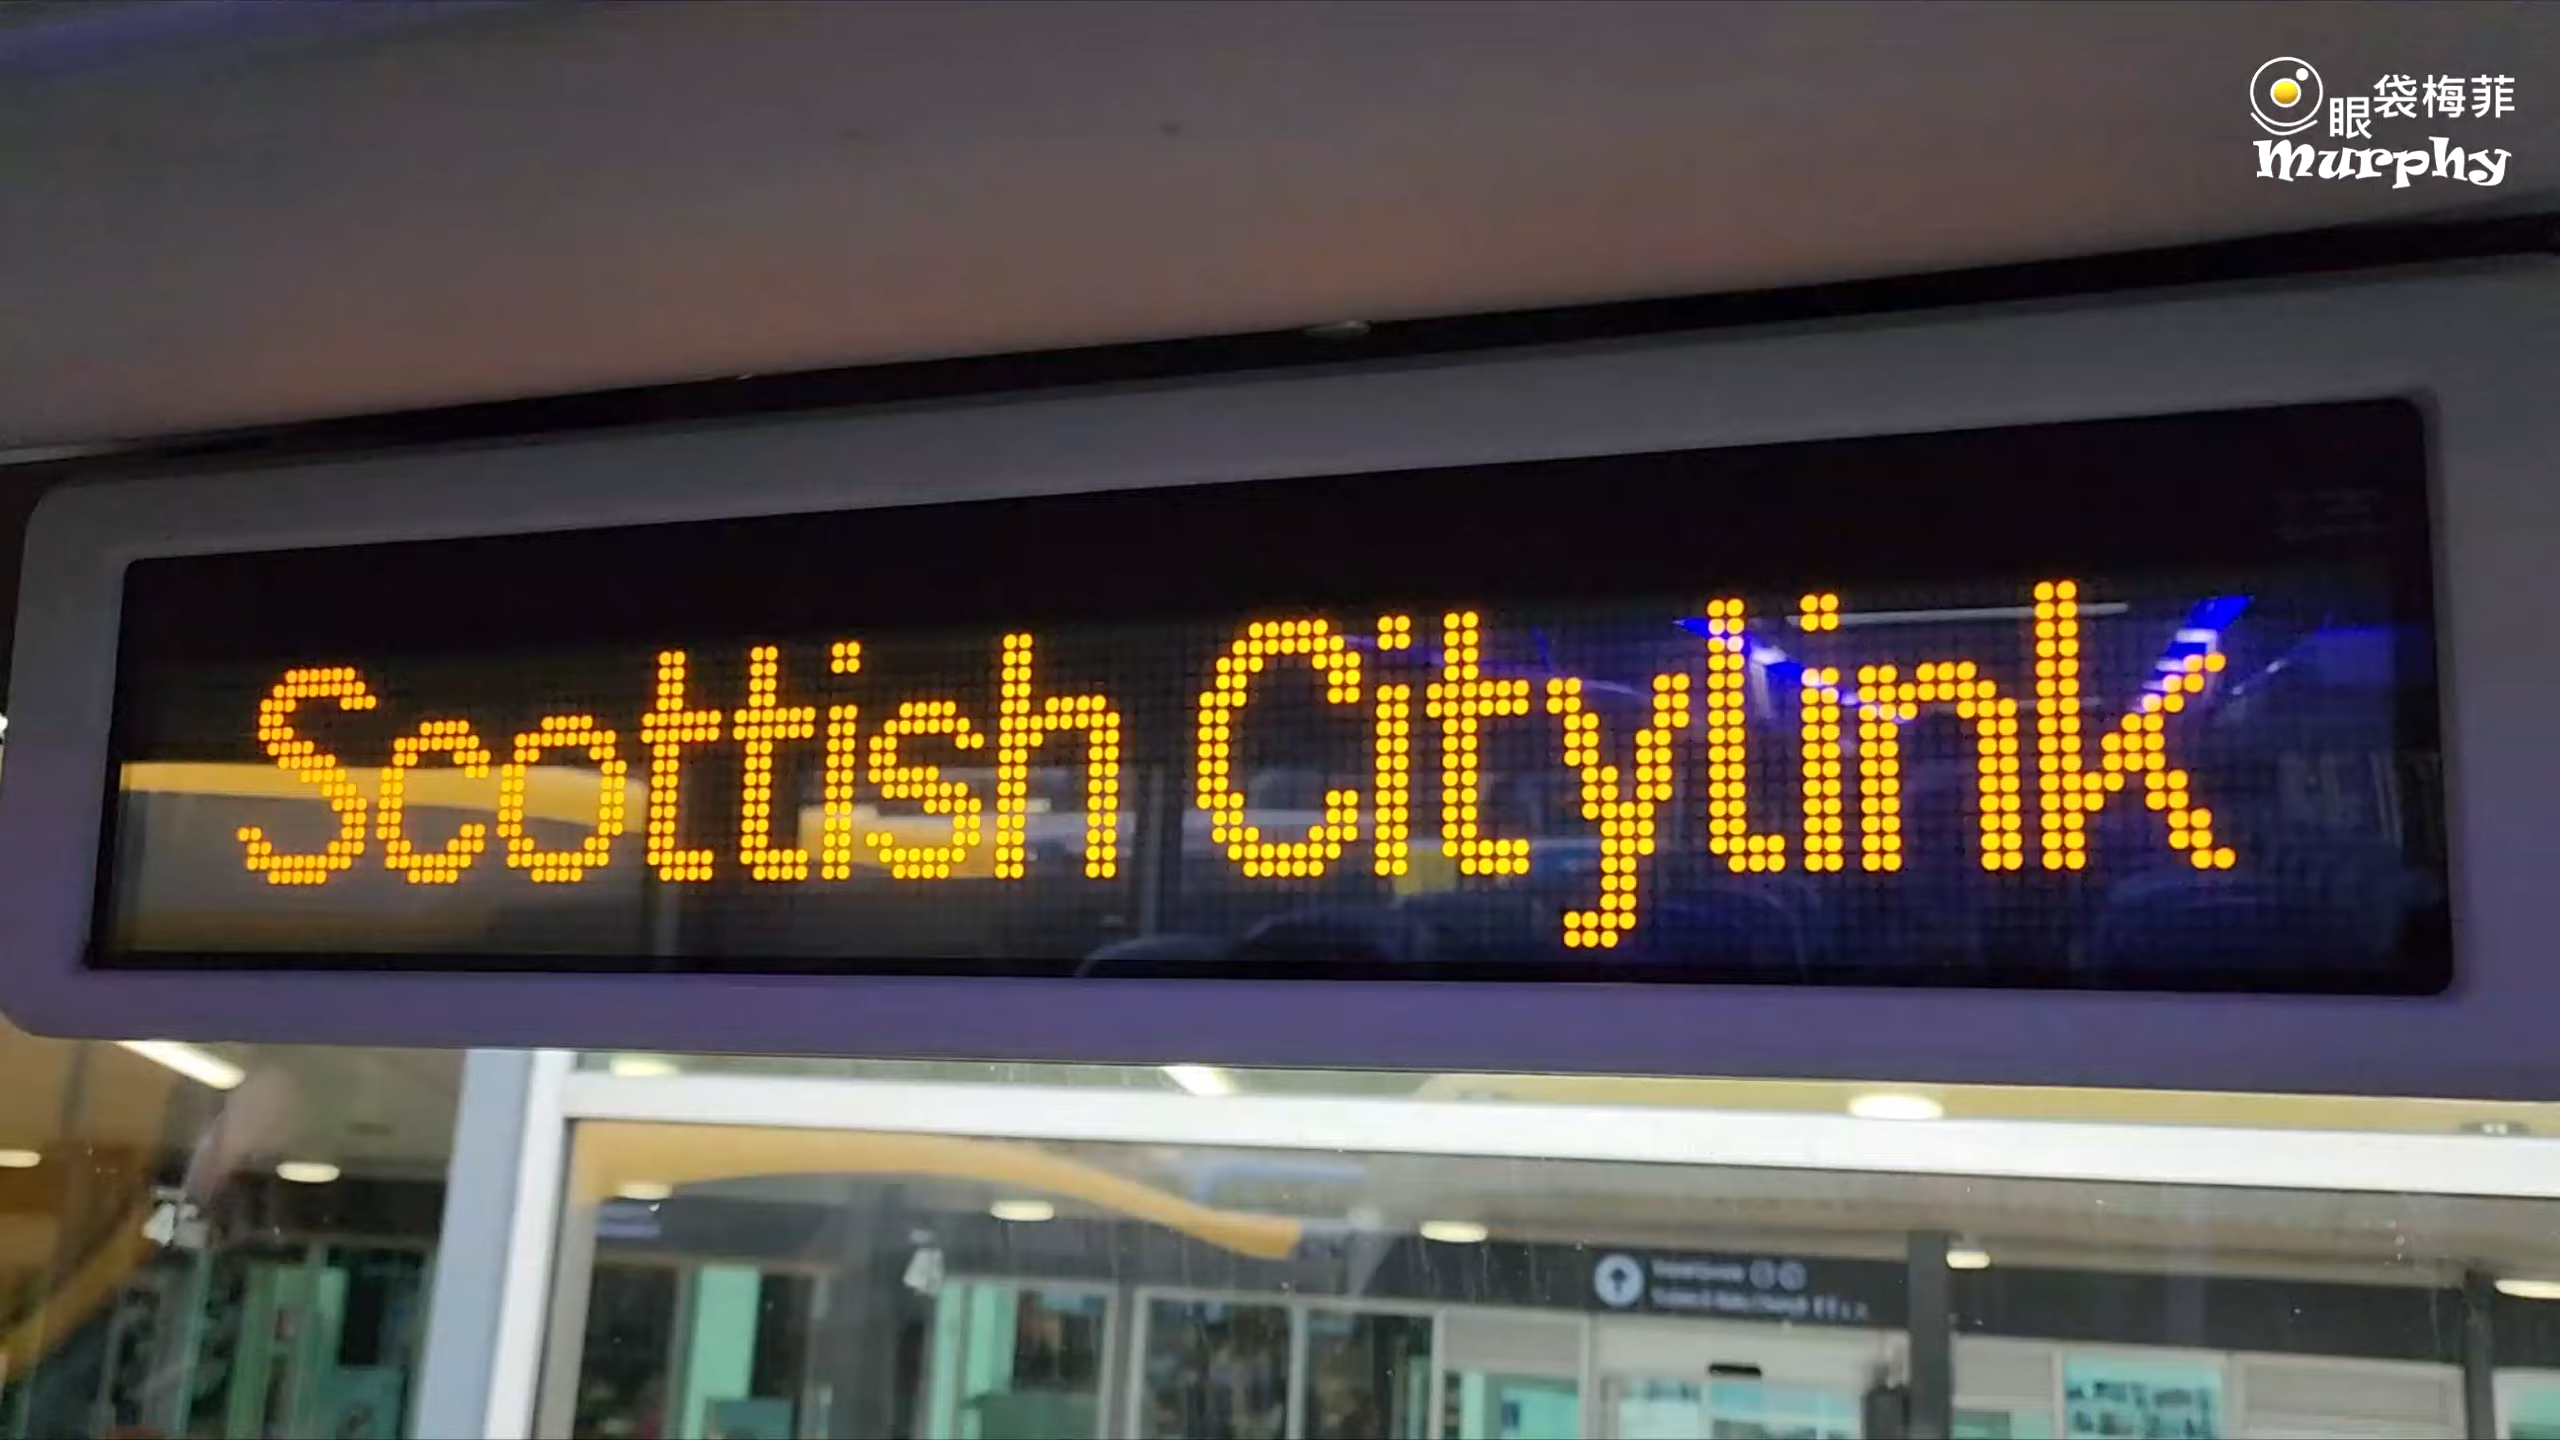 眼袋梅菲
Murphy
Scottish Citylink